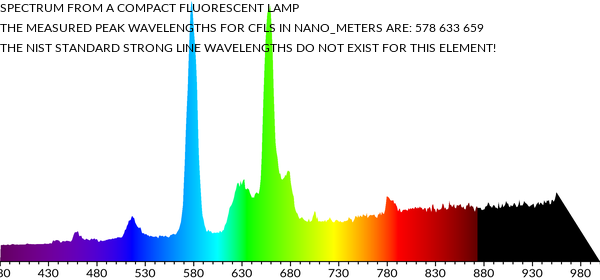 SPECTRUM FROM A COMPACT FLUORESCENT LAMP
THE MEASURED PEAK WAVELENGTHS FOR CFLS IN NANO_METERS ARE: 578 633 659
THE NIST STANDARD STRONG LINE WAVELENGTHS DO NOT EXIST FOR THIS ELEMENT!
80 430 480 530 580 630 680 730 780 830 880 930 980